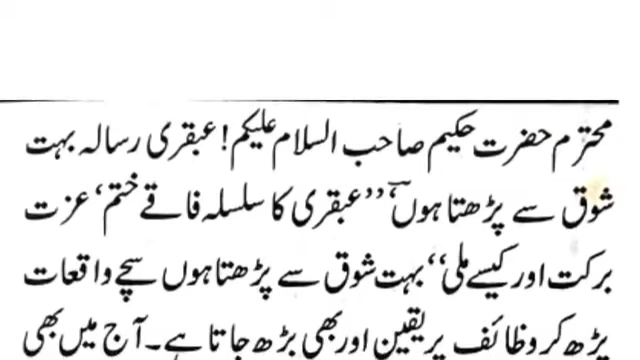 محترم حضرت حکیم صاحب السلام علیکم! عبقری رسالہ بہت
شوق سے پڑھتا ہوں، ’’عبقری کا سلسلہ فاقے ختم‘ عزت
برکت اور کیسے ملی‘‘ بہت شوق سے پڑھتا ہوں سچے واقعات
پڑھ کر وظائف پر یقین اور بھی بڑھ جاتا ہے۔ آج میں بھی